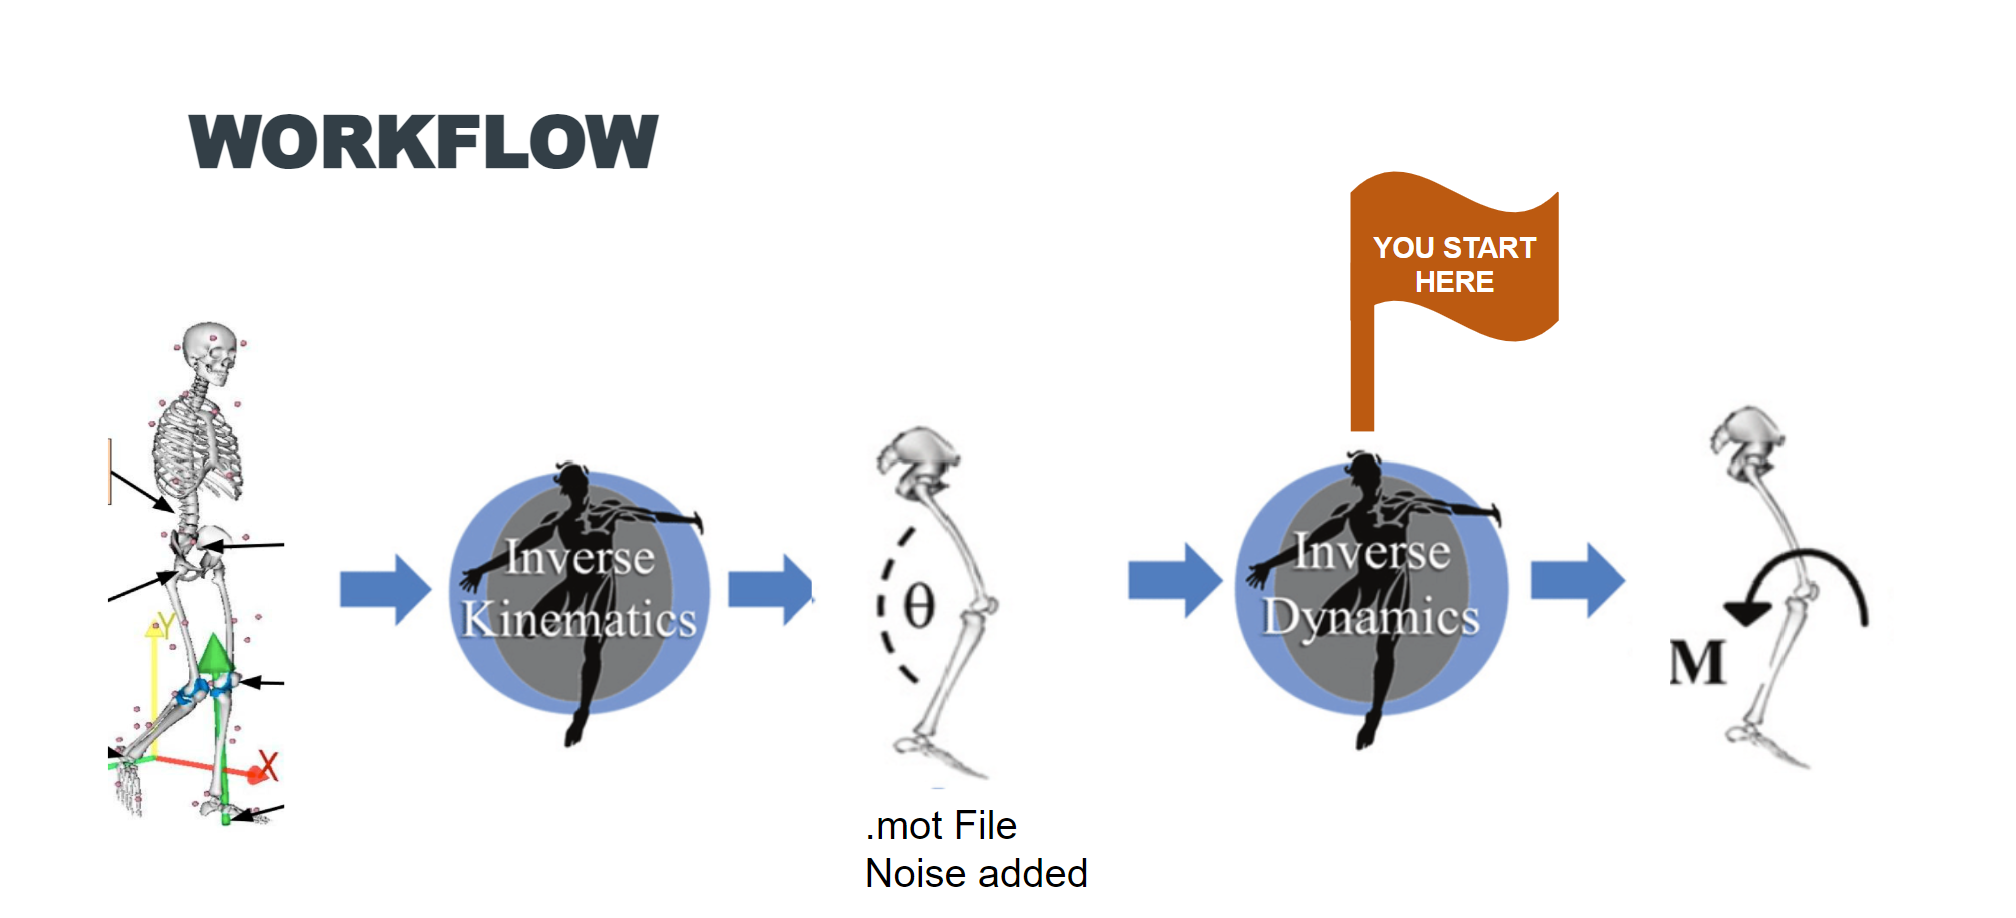 WORKFLOW
YOU START
HERE
Y
X
Inverse
Kinematics
θ
.mot File
Noise added
Inverse
Dynamics
M